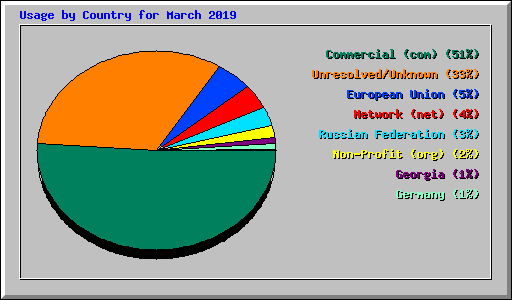 Usage by Country for March 2019
Commercial (com) (51%)
Unresolved/Unknown (33%)
European Union (5%)
Network (net) (4%)
Russian Federation (3%)
Non-Profit (org) (2%)
Georgia (1%)
Germany (1%)